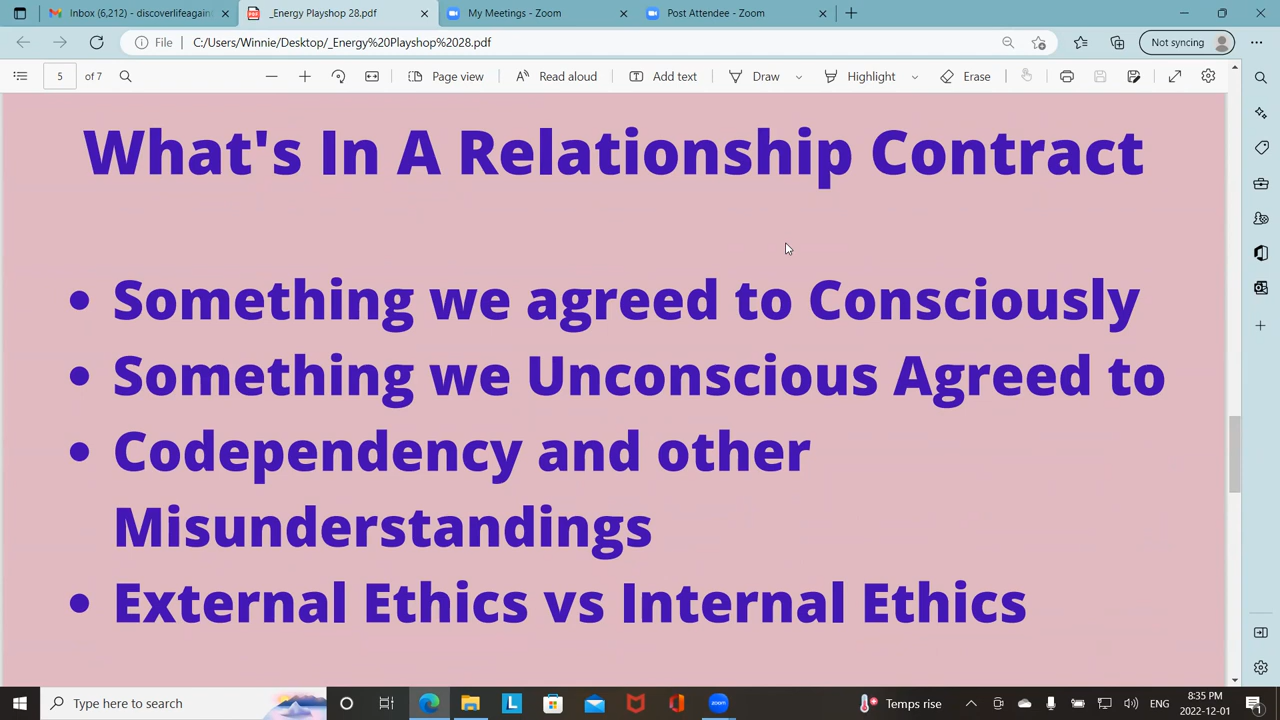 Inbox (6,212) - discoverlifeagain
_Energy Playshop 28.pdf
My Meetings - Zoom
Post Attendee - Zoom
File
C:/Users/Winnie/Desktop/_Energy%20Playshop%2028.pdf
Not syncing
5 of 7
Page view
Read aloud
Add text
Draw
Highlight
Erase
What's In A Relationship Contract
• Something we agreed to Consciously
• Something we Unconscious Agreed to
• Codependency and other
Misunderstandings
• External Ethics vs Internal Ethics
Type here to search
Temps rise
ENG
8:35 PM
2022-12-01